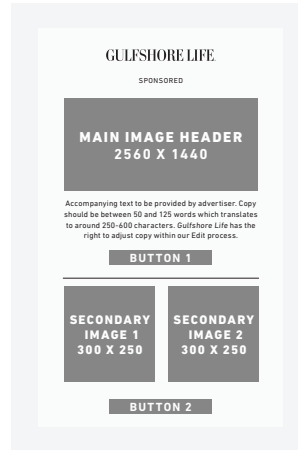 GULFSHORE LIFE
SPONSORED
MAIN IMAGE HEADER
2560 X 1440
Accompanying text to be provided by advertiser. Copy
should be between 50 and 125 words which translates
to around 250-600 characters. Gulfshore Life has the
right to adjust copy within our Edit process.
BUTTON 1
SECONDARY
IMAGE 1
300 X 250
SECONDARY
IMAGE 2
300 X 250
BUTTON 2